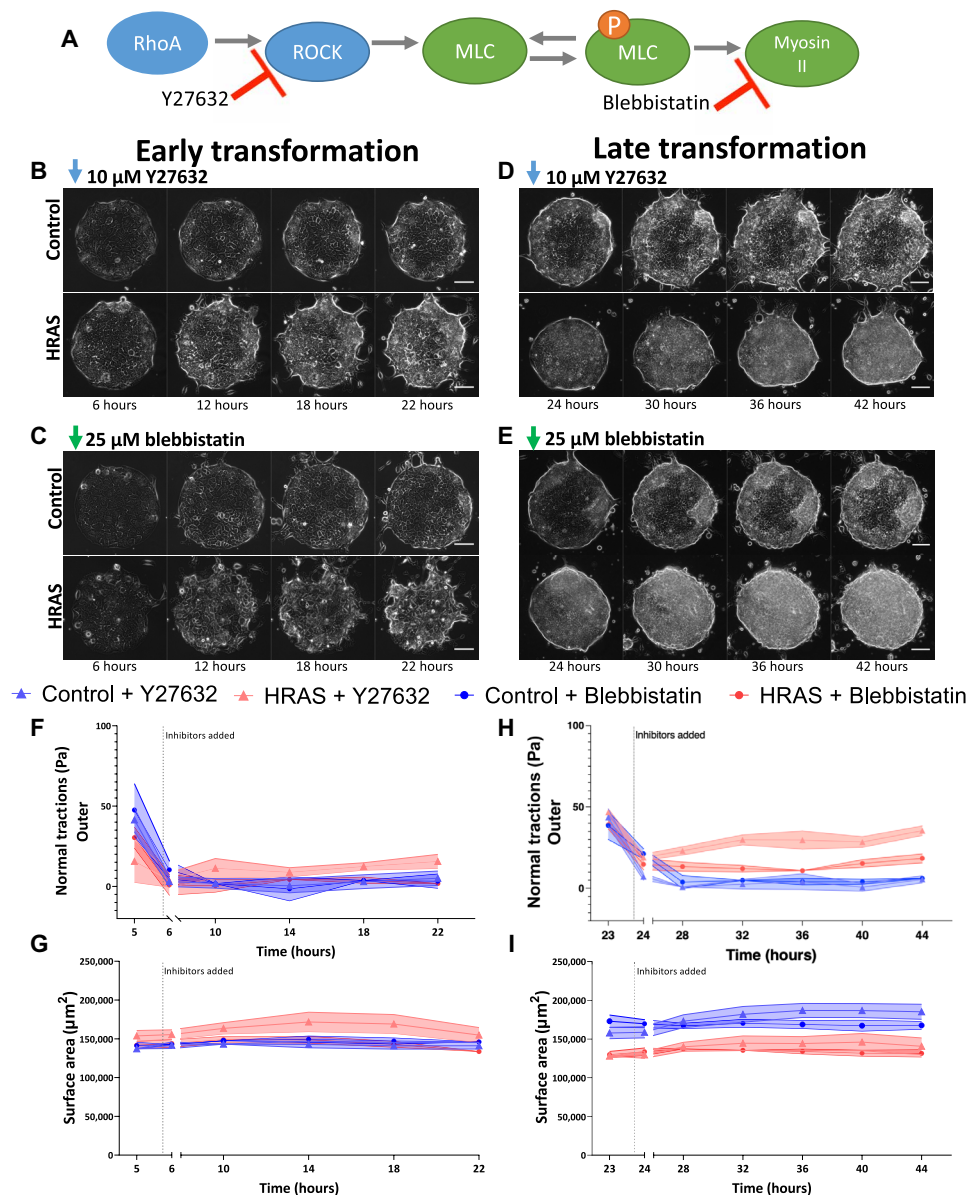 A
RhoA
ROCK
MLC
P
MLC
Myosin
II
Y27632
Blebbistatin
Early transformation
Late transformation
B
10 µM Y27632
D
10 µM Y27632
Control
HRAS
6 hours
12 hours
18 hours
22 hours
24 hours
30 hours
36 hours
42 hours
C
25 µM blebbistatin
E
25 µM blebbistatin
Control
HRAS
6 hours
12 hours
18 hours
22 hours
24 hours
30 hours
36 hours
42 hours
Control + Y27632
HRAS + Y27632
Control + Blebbistatin
HRAS + Blebbistatin
F
Normal tractions (Pa)
Outer
100
50
0
Inhibitors added
5
6
10
14
18
22
Time (hours)
H
Normal tractions (Pa)
Outer
100
50
0
Inhibitors added
23
24
28
32
36
40
44
Time (hours)
G
Surface area (µm²)
250,000
200,000
150,000
100,000
50,000
0
Inhibitors added
5
6
10
14
18
22
Time (hours)
I
Surface area (µm²)
250,000
200,000
150,000
100,000
50,000
0
Inhibitors added
23
24
28
32
36
40
44
Time (hours)